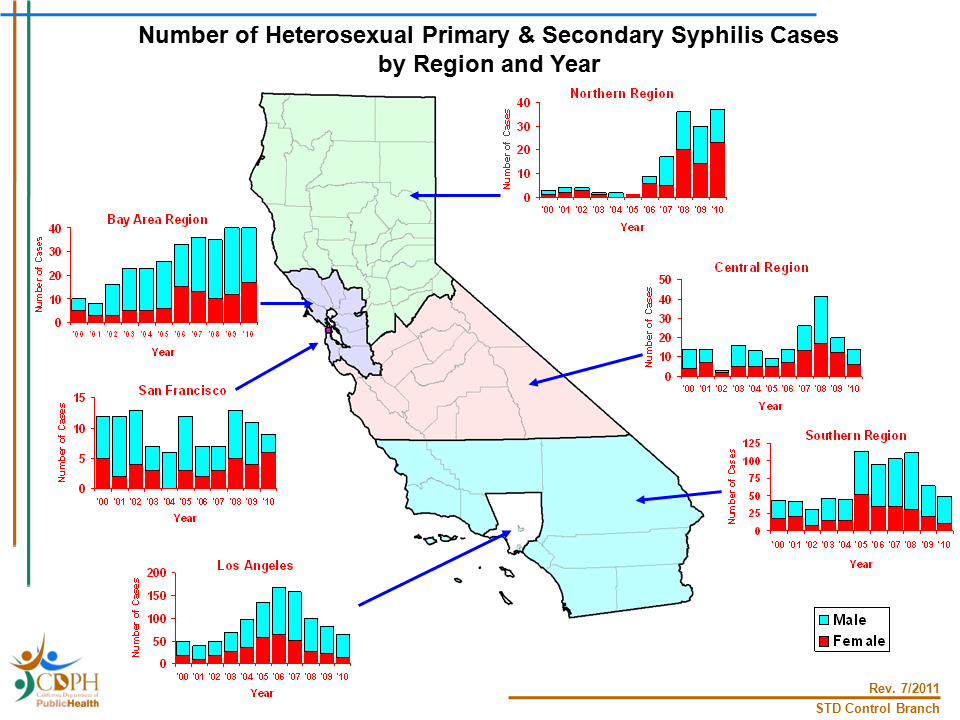 Number of Heterosexual Primary & Secondary Syphilis Cases
by Region and Year
Northern Region
Number of Cases
40
30
20
10
0
'00 '01 '02 '03 '04 '05 '06 '07 '08 '09 '10
Year
Bay Area Region
Number of Cases
40
30
20
10
0
'00 '01 '02 '03 '04 '05 '06 '07 '08 '09 '10
Year
Central Region
Number of Cases
50
40
30
20
10
0
'00 '01 '02 '03 '04 '05 '06 '07 '08 '09 '10
Year
San Francisco
Number of Cases
15
10
5
0
'00 '01 '02 '03 '04 '05 '06 '07 '08 '09 '10
Year
Southern Region
Number of Cases
125
100
75
50
25
0
'00 '01 '02 '03 '04 '05 '06 '07 '08 '09 '10
Year
Los Angeles
Number of Cases
200
150
100
50
0
'00 '01 '02 '03 '04 '05 '06 '07 '08 '09 '10
Year
Male
Female
CDPH
California Department of
PublicHealth
Rev. 7/2011
STD Control Branch